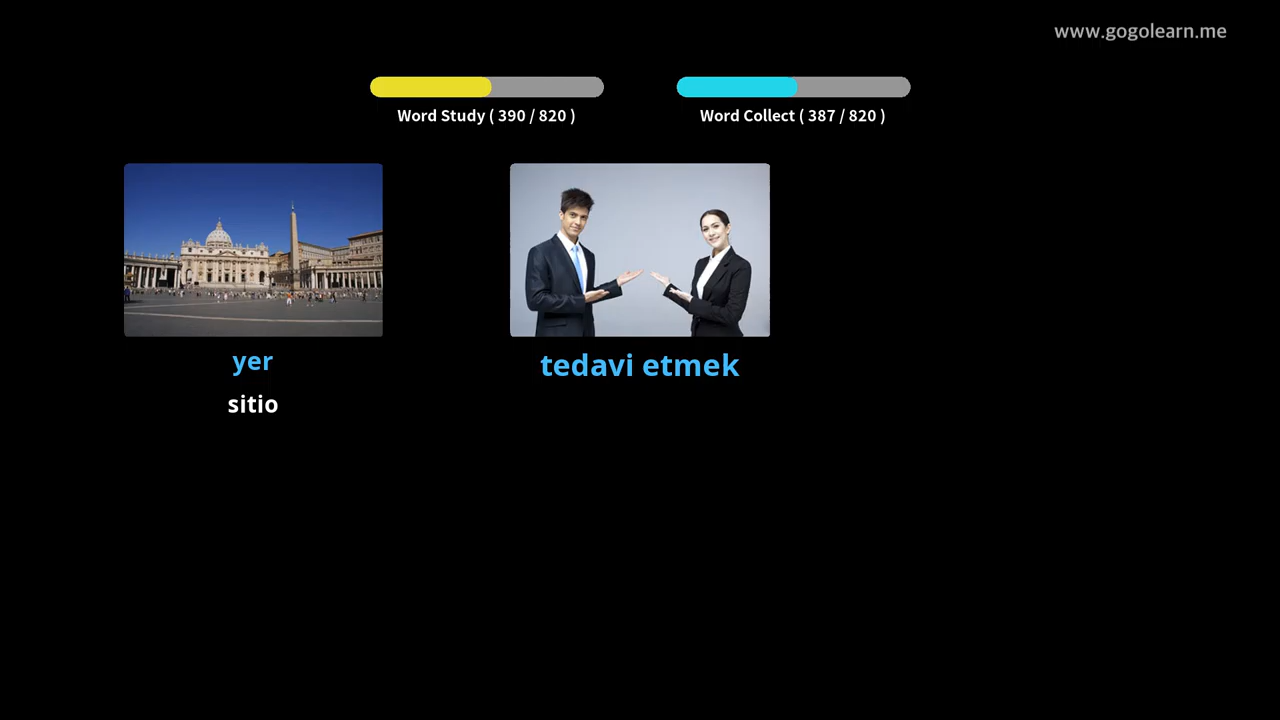 www.gogolearn.me
Word Study ( 390 / 820 )
Word Collect ( 387 / 820 )
yer
sitio
tedavi etmek